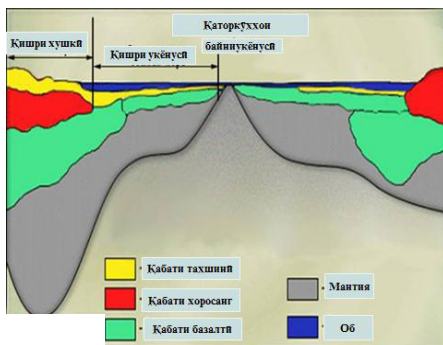 Қаторкӯҳҳои
байниукёнусӣ
Қишри хушкӣ
Қишри укёнусӣ
Қабати тахшинӣ
Қабати хоросанг
Қабати базалтӣ
Мантия
Об